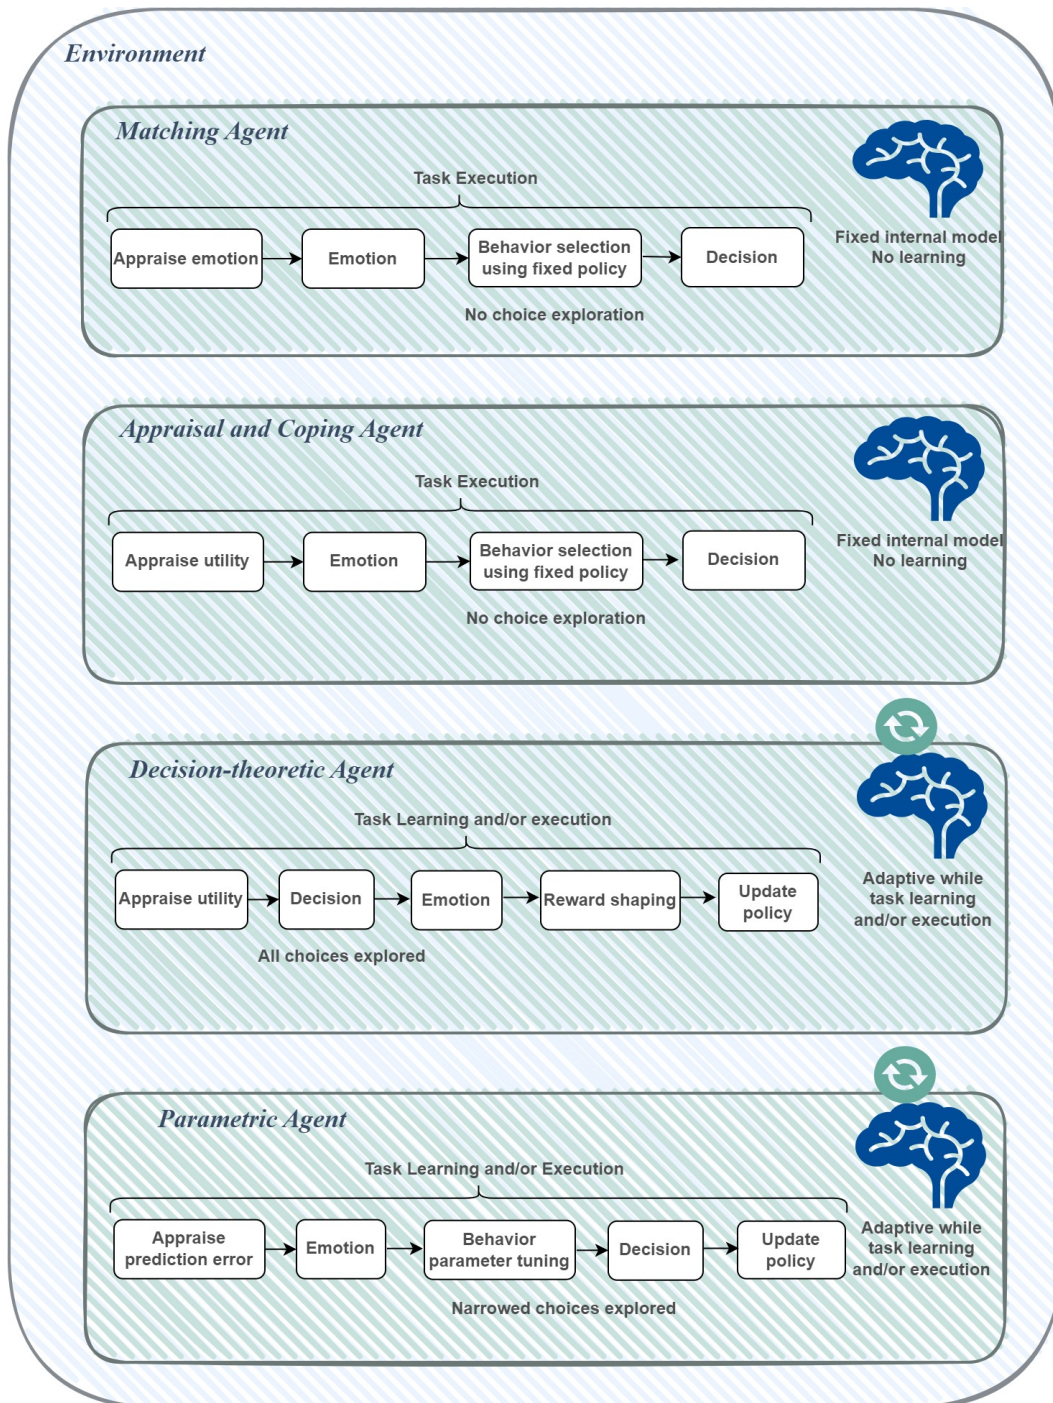 Environment
Matching Agent
Task Execution
Appraise emotion
Emotion
Behavior selection
using fixed policy
Decision
Fixed internal model
No learning
No choice exploration
Appraisal and Coping Agent
Task Execution
Appraise utility
Emotion
Behavior selection
using fixed policy
Decision
Fixed internal model
No learning
No choice exploration
Decision-theoretic Agent
Task Learning and/or execution
Appraise utility
Decision
Emotion
Reward shaping
Update
policy
Adaptive while
task learning
and/or execution
All choices explored
Parametric Agent
Task Learning and/or Execution
Appraise
prediction error
Emotion
Behavior
parameter tuning
Decision
Update
policy
Adaptive while
task learning
and/or execution
Narrowed choices explored